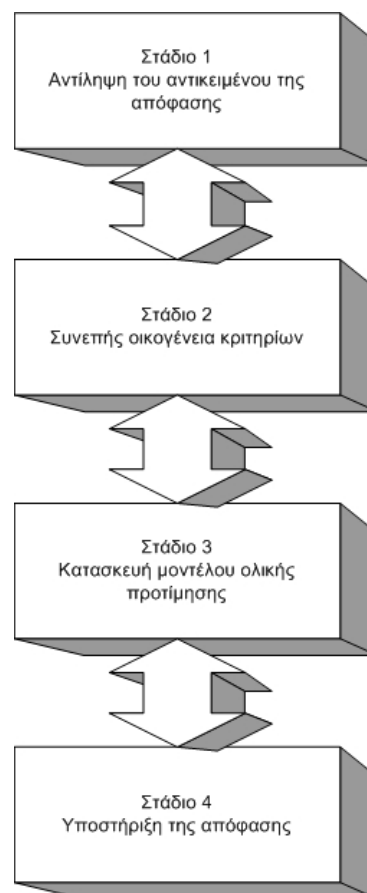 Στάδιο 1
Αντίληψη του αντικειμένου της
απόφασης
Στάδιο 2
Συνεπής οικογένεια κριτηρίων
Στάδιο 3
Κατασκευή μοντέλου ολικής
προτίμησης
Στάδιο 4
Υποστήριξη της απόφασης